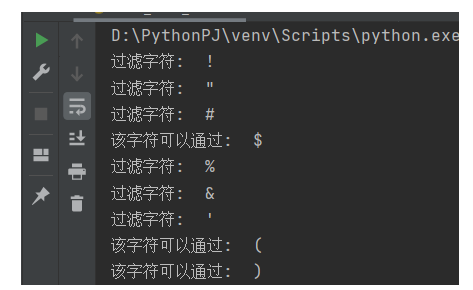 D:\PythonPJ\venv\Scripts\python.exe
过滤字符:  !
过滤字符:  "
过滤字符:  #
该字符可以通过:  $
过滤字符:  %
过滤字符:  &
过滤字符:  '
该字符可以通过:  (
该字符可以通过:  )